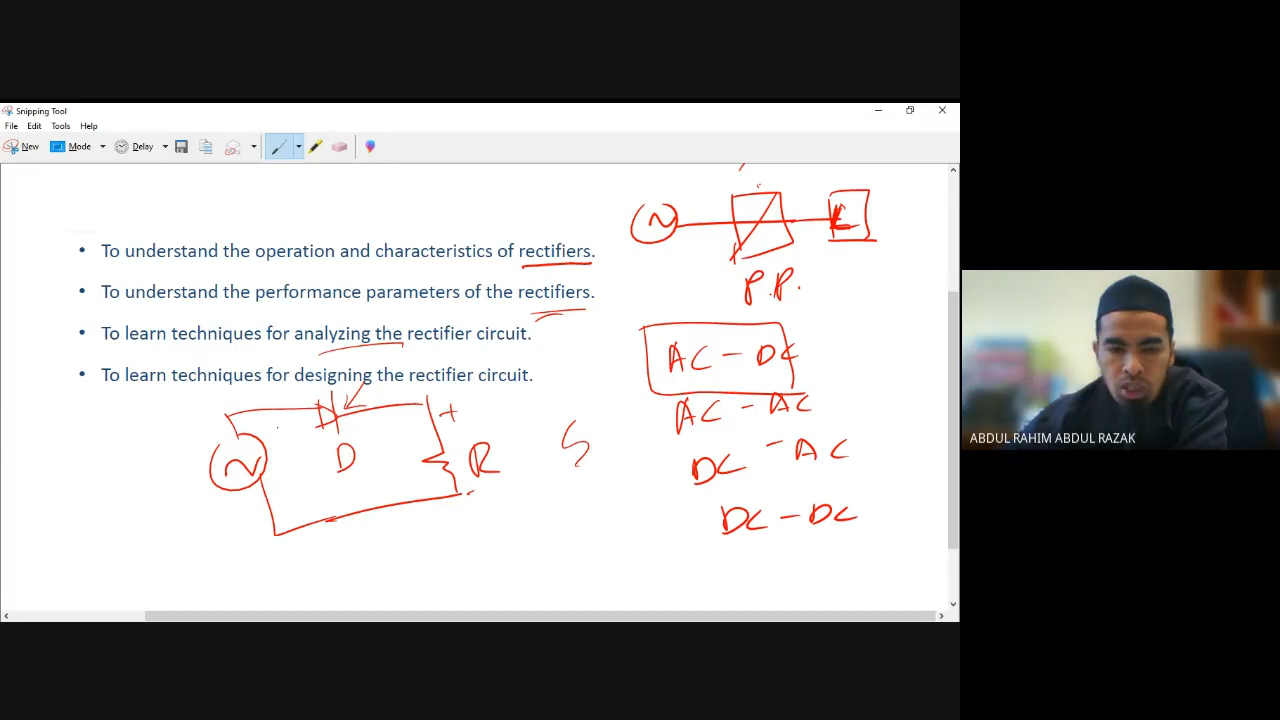 Snipping Tool
File Edit Tools Help
New Mode Delay
• To understand the operation and characteristics of rectifiers.
• To understand the performance parameters of the rectifiers.
• To learn techniques for analyzing the rectifier circuit.
• To learn techniques for designing the rectifier circuit.
P.P.
AC - DC
AC - AC
DC - AC
DC - DC
+
D
R
-
ABDUL RAHIM ABDUL RAZAK